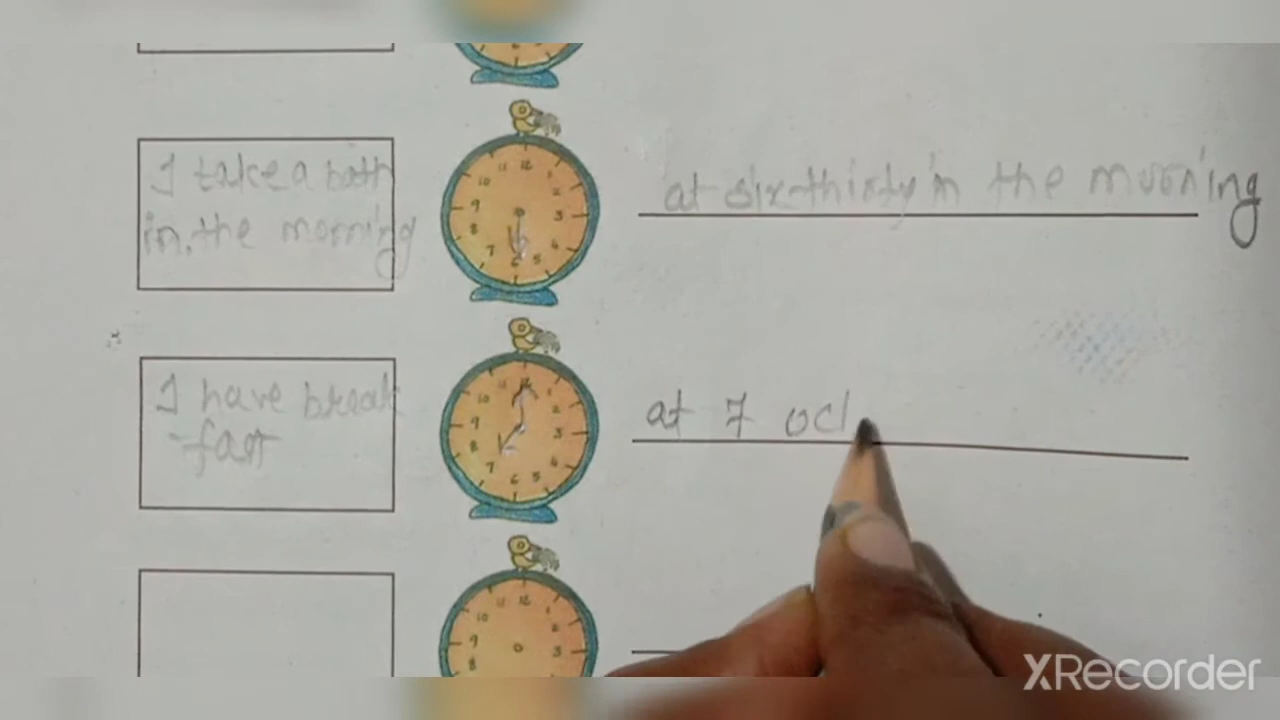 I take a bath
in the morning
at six-thirty in the morning
I have break
-fast
at 7 ocl
XRecorder